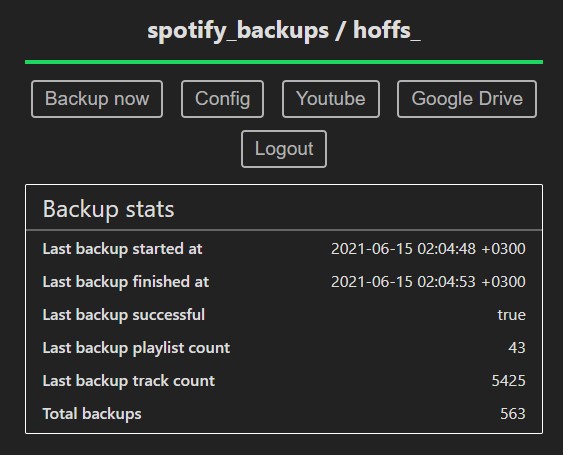 spotify_backups / hoffs_
Backup now Config Youtube Google Drive
Logout
Backup stats
Last backup started at 2021-06-15 02:04:48 +0300
Last backup finished at 2021-06-15 02:04:53 +0300
Last backup successful true
Last backup playlist count 43
Last backup track count 5425
Total backups 563